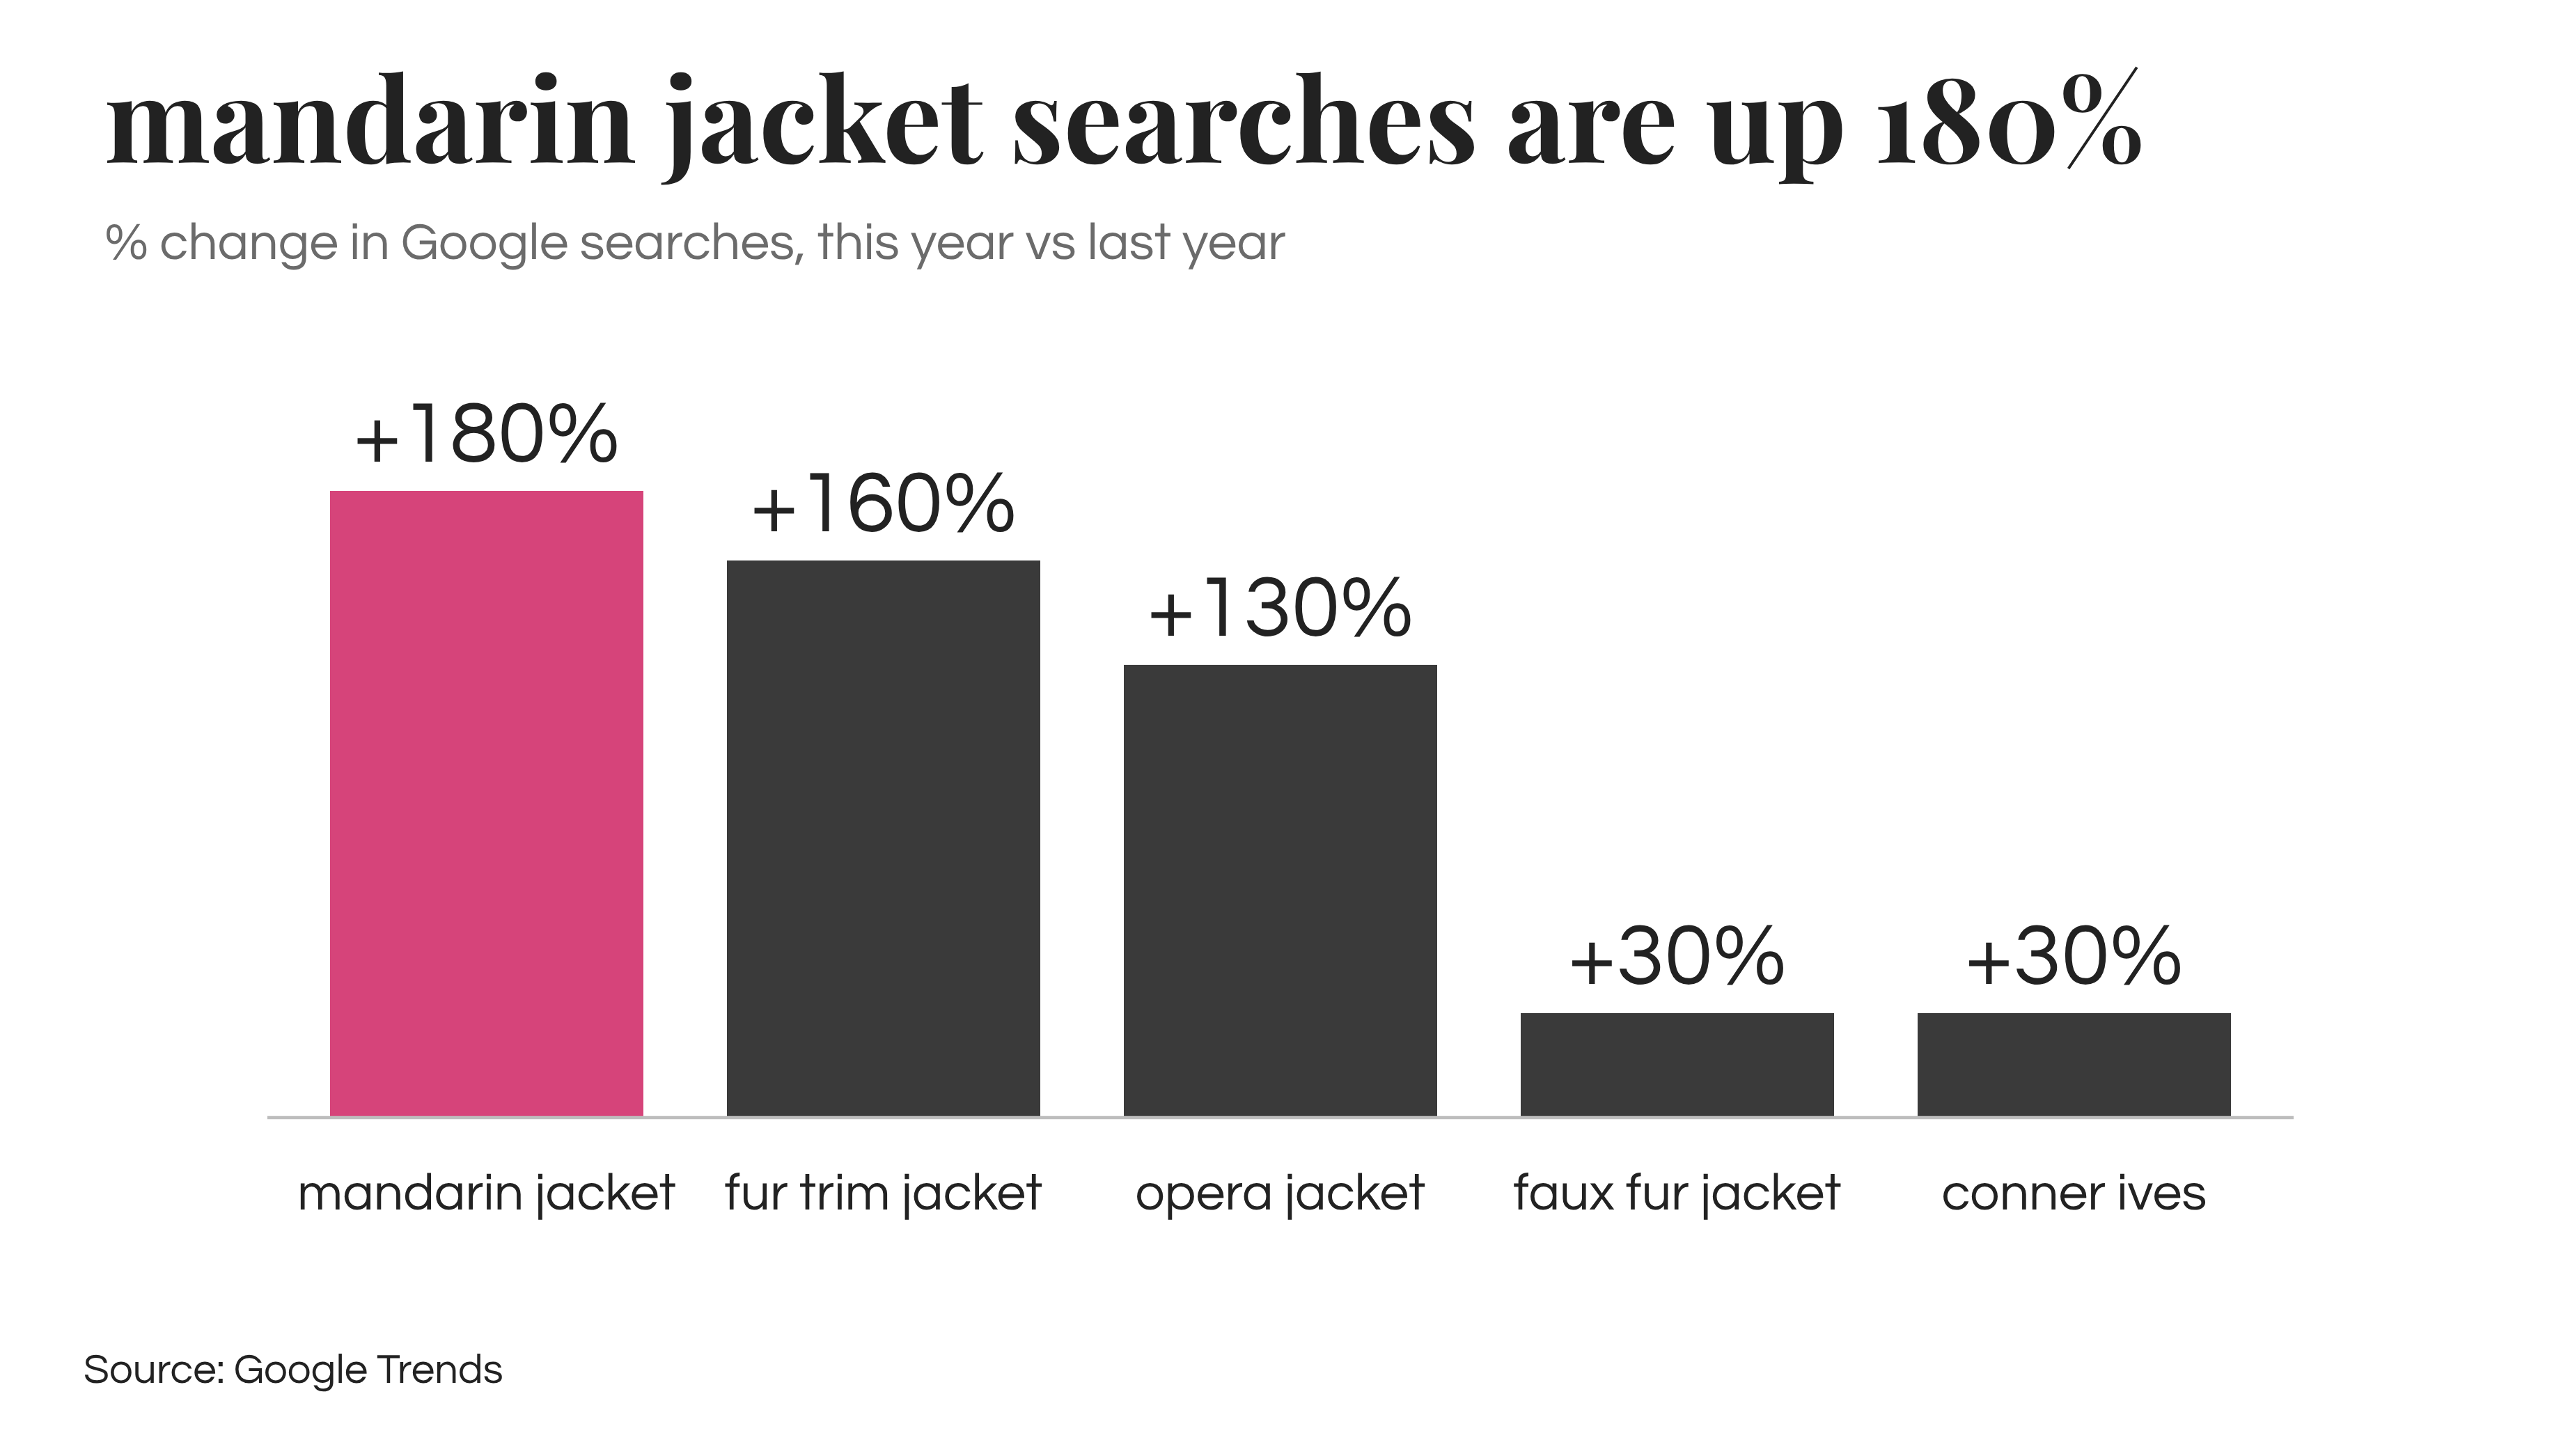 mandarin jacket searches are up 180%
% change in Google searches, this year vs last year
+180%
+160%
+130%
+30%
+30%
mandarin jacket
fur trim jacket
opera jacket
faux fur jacket
conner ives
Source: Google Trends